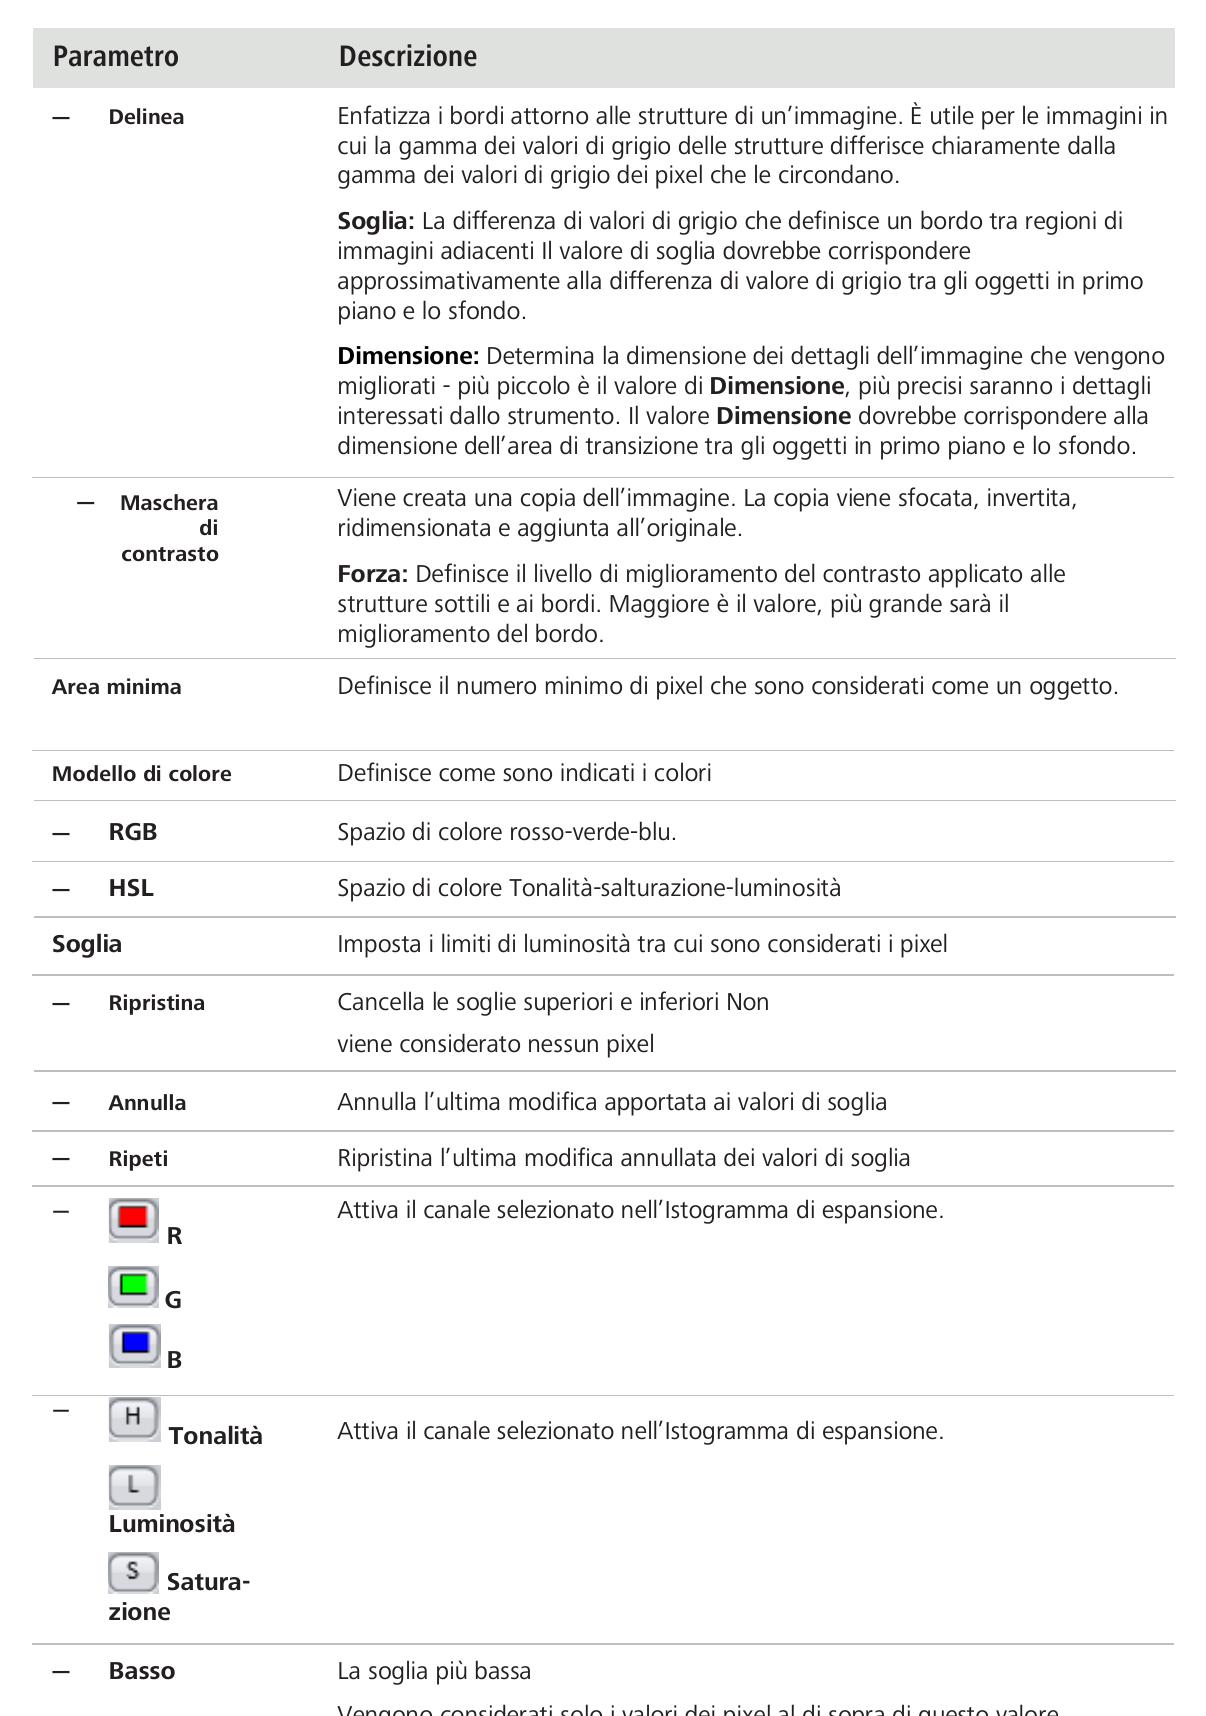 Parametro Descrizione
— Delinea Enfatizza i bordi attorno alle strutture di un’immagine. È utile per le immagini in
cui la gamma dei valori di grigio delle strutture differisce chiaramente dalla
gamma dei valori di grigio dei pixel che le circondano.
Soglia: La differenza di valori di grigio che definisce un bordo tra regioni di
immagini adiacenti Il valore di soglia dovrebbe corrispondere
approssimativamente alla differenza di valore di grigio tra gli oggetti in primo
piano e lo sfondo.
Dimensione: Determina la dimensione dei dettagli dell’immagine che vengono
migliorati - più piccolo è il valore di Dimensione, più precisi saranno i dettagli
interessati dallo strumento. Il valore Dimensione dovrebbe corrispondere alla
dimensione dell’area di transizione tra gli oggetti in primo piano e lo sfondo.
— Maschera
di
contrasto
Viene creata una copia dell’immagine. La copia viene sfocata, invertita,
ridimensionata e aggiunta all’originale.
Forza: Definisce il livello di miglioramento del contrasto applicato alle
strutture sottili e ai bordi. Maggiore è il valore, più grande sarà il
miglioramento del bordo.
Area minima Definisce il numero minimo di pixel che sono considerati come un oggetto.
Modello di colore Definisce come sono indicati i colori
— RGB Spazio di colore rosso-verde-blu.
— HSL Spazio di colore Tonalità-salturazione-luminosità
Soglia Imposta i limiti di luminosità tra cui sono considerati i pixel
— Ripristina Cancella le soglie superiori e inferiori Non
viene considerato nessun pixel
— Annulla Annulla l’ultima modifica apportata ai valori di soglia
— Ripeti Ripristina l’ultima modifica annullata dei valori di soglia
— R Attiva il canale selezionato nell’Istogramma di espansione.
G
B
— H Tonalità Attiva il canale selezionato nell’Istogramma di espansione.
L
Luminosità
S Satura-
zione
— Basso La soglia più bassa
Vengono considerati solo i valori dei pixel al di sopra di questo valore